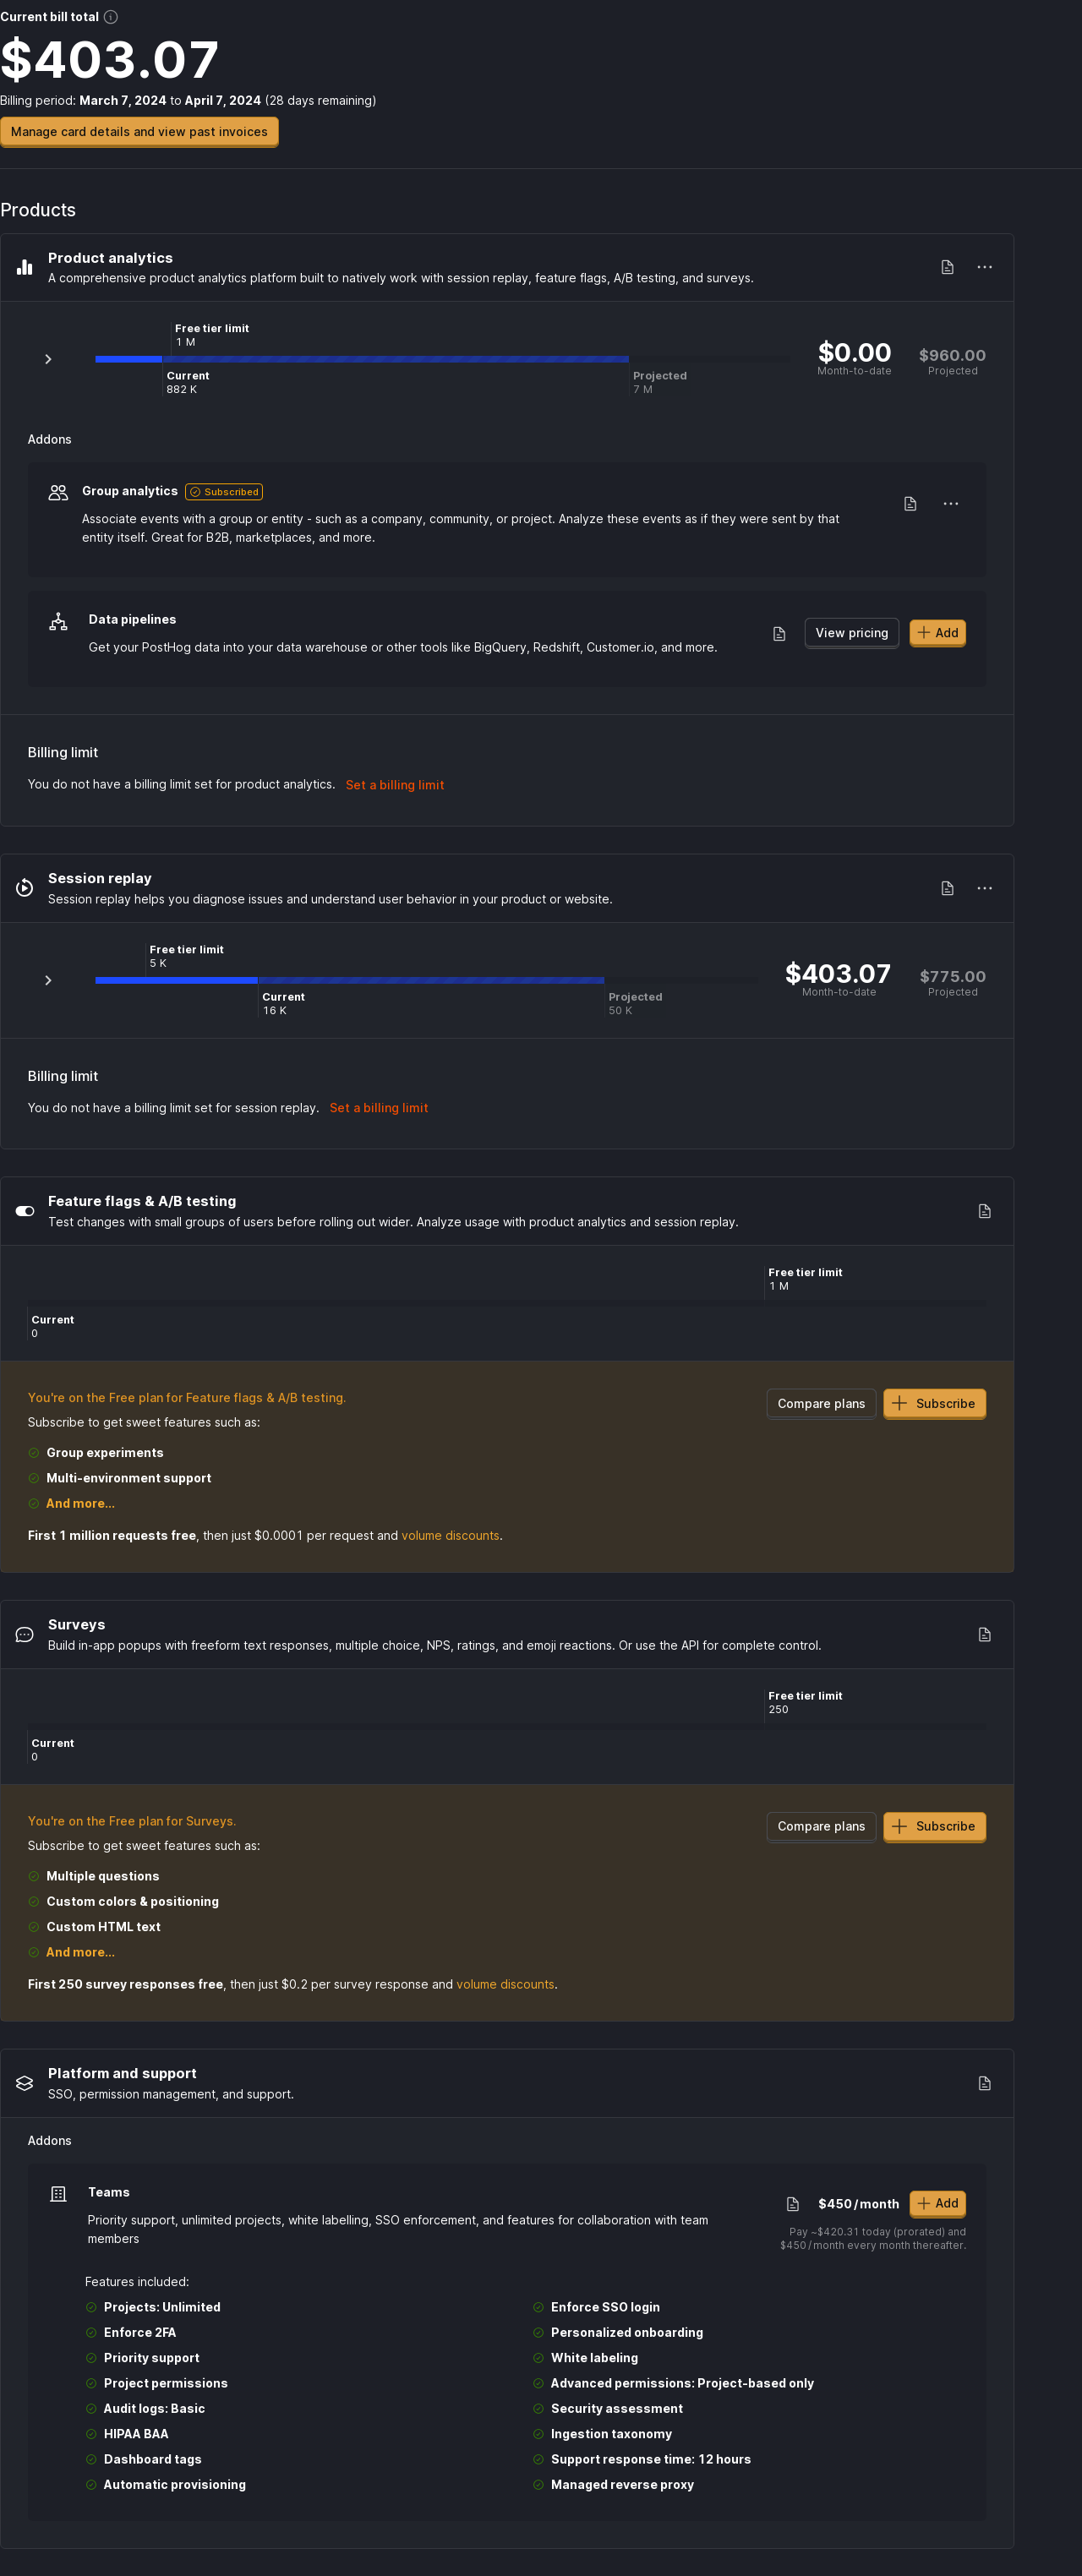 Current bill total
$403.07
Billing period: March 7, 2024 to April 7, 2024 (28 days remaining)
Manage card details and view past invoices
Products
Product analytics
A comprehensive product analytics platform built to natively work with session replay, feature flags, A/B testing, and surveys.
Free tier limit
1 M
Current
882 K
Projected
7 M
$0.00
Month-to-date
$960.00
Projected
Addons
Group analytics
Subscribed
Associate events with a group or entity - such as a company, community, or project. Analyze these events as if they were sent by that
entity itself. Great for B2B, marketplaces, and more.
Data pipelines
Get your PostHog data into your data warehouse or other tools like BigQuery, Redshift, Customer.io, and more.
View pricing
Add
Billing limit
You do not have a billing limit set for product analytics. Set a billing limit
Session replay
Session replay helps you diagnose issues and understand user behavior in your product or website.
Free tier limit
5 K
Current
16 K
Projected
50 K
$403.07
Month-to-date
$775.00
Projected
Billing limit
You do not have a billing limit set for session replay. Set a billing limit
Feature flags & A/B testing
Test changes with small groups of users before rolling out wider. Analyze usage with product analytics and session replay.
Free tier limit
1 M
Current
0
You're on the Free plan for Feature flags & A/B testing.
Compare plans
Subscribe
Subscribe to get sweet features such as:
Group experiments
Multi-environment support
And more...
First 1 million requests free, then just $0.0001 per request and volume discounts.
Surveys
Build in-app popups with freeform text responses, multiple choice, NPS, ratings, and emoji reactions. Or use the API for complete control.
Free tier limit
250
Current
0
You're on the Free plan for Surveys.
Compare plans
Subscribe
Subscribe to get sweet features such as:
Multiple questions
Custom colors & positioning
Custom HTML text
And more...
First 250 survey responses free, then just $0.2 per survey response and volume discounts.
Platform and support
SSO, permission management, and support.
Addons
Teams
Priority support, unlimited projects, white labelling, SSO enforcement, and features for collaboration with team
members
$450/month
Add
Pay ~$420.31 today (prorated) and
$450/month every month thereafter.
Features included:
Projects: Unlimited
Enforce SSO login
Enforce 2FA
Personalized onboarding
Priority support
White labeling
Project permissions
Advanced permissions: Project-based only
Audit logs: Basic
Security assessment
HIPAA BAA
Ingestion taxonomy
Dashboard tags
Support response time: 12 hours
Automatic provisioning
Managed reverse proxy